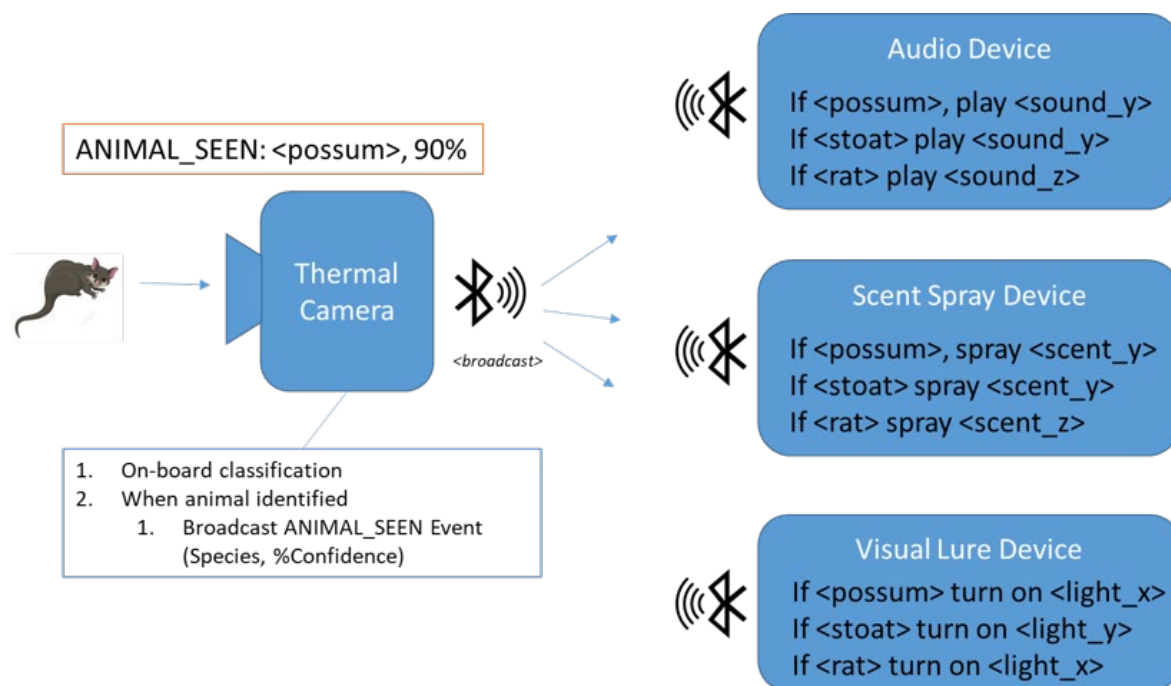 ANIMAL_SEEN: <possum>, 90%
Thermal
Camera
<broadcast>
1. On-board classification
2. When animal identified
1. Broadcast ANIMAL_SEEN Event
(Species, %Confidence)
Audio Device
If <possum>, play <sound_y>
If <stoat> play <sound_y>
If <rat> play <sound_z>
Scent Spray Device
If <possum>, spray <scent_y>
If <stoat> spray <scent_y>
If <rat> spray <scent_z>
Visual Lure Device
If <possum> turn on <light_x>
If <stoat> turn on <light_y>
If <rat> turn on <light_x>